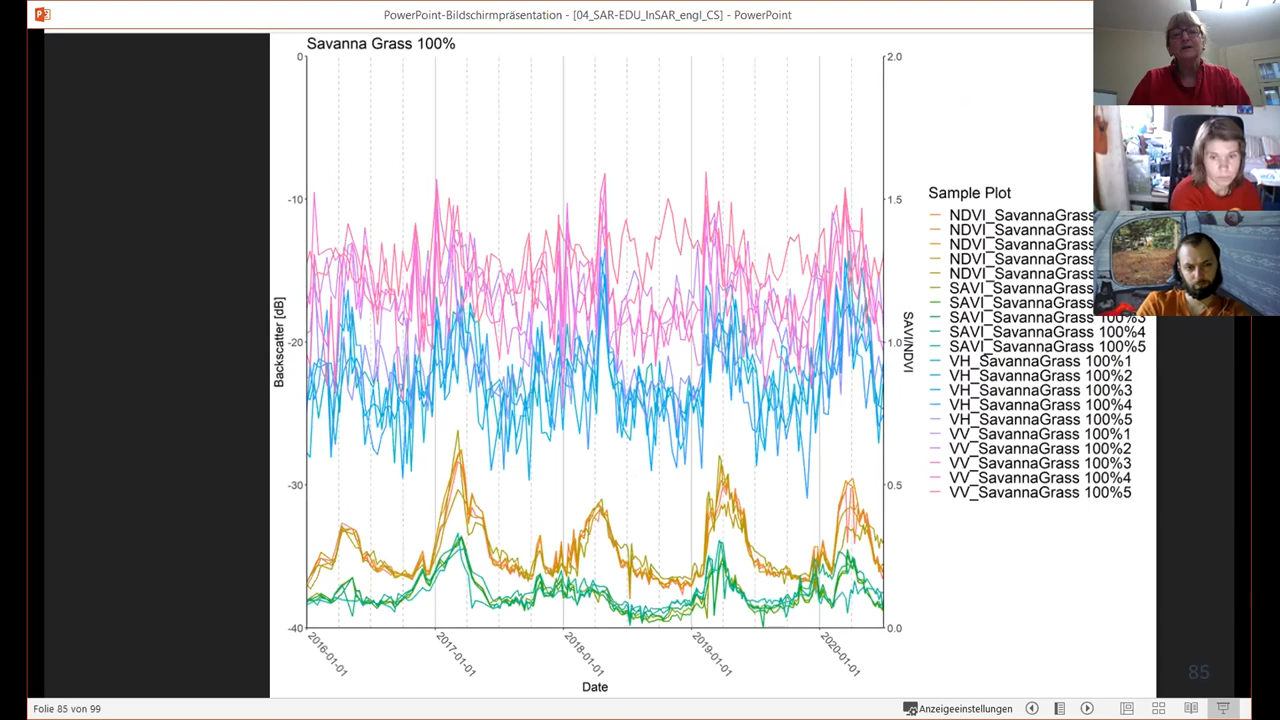 PowerPoint-Bildschirmpräsentation - [04_SAR-EDU_InSAR_engl_CS] - PowerPoint
Savanna Grass 100%
0
-10
-20
-30
-40
Backscatter [dB]
2.0
1.5
1.0
0.5
0.0
SAVI/NDVI
2016-01-01
2017-01-01
2018-01-01
2019-01-01
2020-01-01
Date
Sample Plot
NDVI_SavannaGrass
NDVI_SavannaGrass
NDVI_SavannaGrass
NDVI_SavannaGrass
NDVI_SavannaGrass
SAVI_SavannaGrass
SAVI_SavannaGrass
SAVI_SavannaGrass 100%3
SAVI_SavannaGrass 100%4
SAVI_SavannaGrass 100%5
VH_SavannaGrass 100%1
VH_SavannaGrass 100%2
VH_SavannaGrass 100%3
VH_SavannaGrass 100%4
VH_SavannaGrass 100%5
VV_SavannaGrass 100%1
VV_SavannaGrass 100%2
VV_SavannaGrass 100%3
VV_SavannaGrass 100%4
VV_SavannaGrass 100%5
85
Folie 85 von 99
Anzeigeeinstellungen